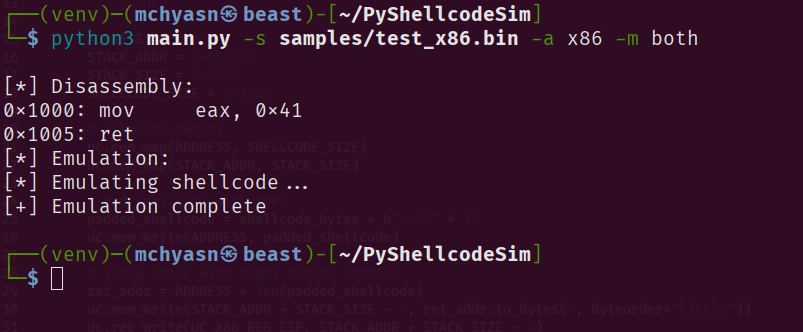 ┌──(venv)─(mchyasn㉿beast)-[~/PyShellcodeSim]
└─$ python3 main.py -s samples/test_x86.bin -a x86 -m both
[*] Disassembly:
0×1000: mov     eax, 0×41
0×1005: ret
[*] Emulation:
[*] Emulating shellcode...
[+] Emulation complete
┌──(venv)─(mchyasn㉿beast)-[~/PyShellcodeSim]
└─$